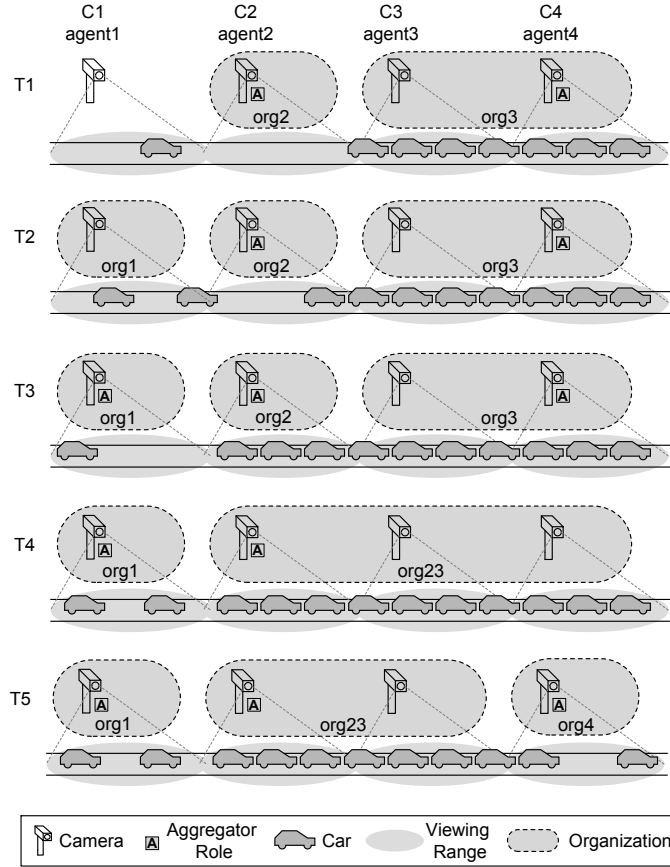 C1 C2 C3 C4
agent1 agent2 agent3 agent4
T1
A A
org2 org3
T2
A A
org1 org2 org3
T3
A A A
org1 org2 org3
T4
A A
org1 org23
T5
A A A
org1 org23 org4
Camera A Aggregator Role Car Viewing Range Organization